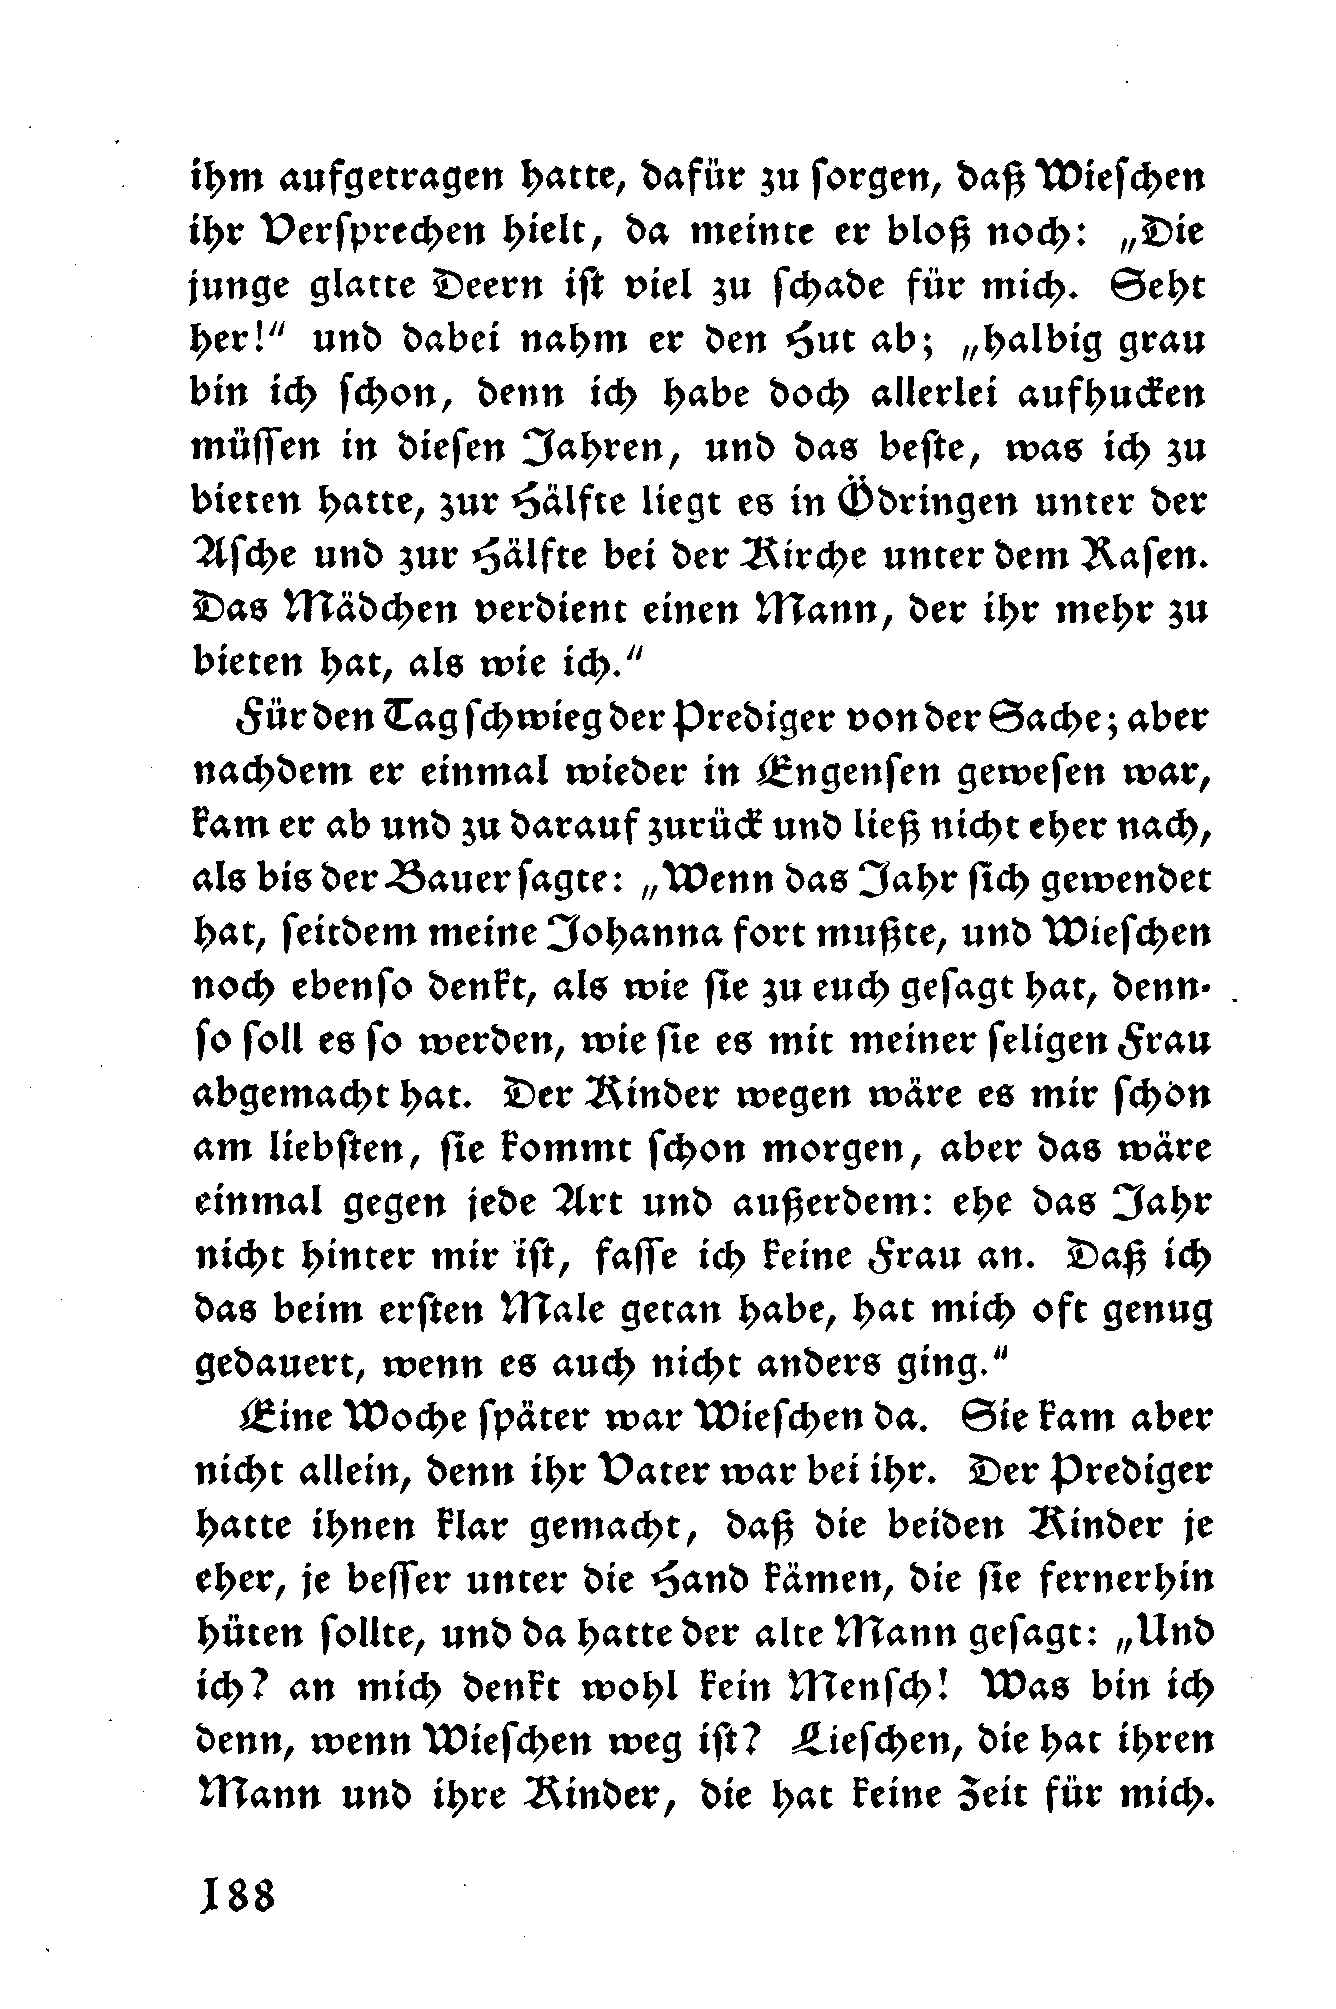 ihm aufgetragen hatte, dafür zu sorgen, daß Wieschen
ihr Versprechen hielt, da meinte er bloß noch: „Die
junge glatte Deern ist viel zu schade für mich. Seht
her!“ und dabei nahm er den Hut ab; „halbig grau
bin ich schon, denn ich habe doch allerlei aufhucken
müssen in diesen Jahren, und das beste, was ich zu
bieten hatte, zur Hälfte liegt es in Ödringen unter der
Asche und zur Hälfte bei der Kirche unter dem Rasen.
Das Mädchen verdient einen Mann, der ihr mehr zu
bieten hat, als wie ich.“
Für den Tag schwieg der Prediger von der Sache; aber
nachdem er einmal wieder in Engensen gewesen war,
kam er ab und zu darauf zurück und ließ nicht eher nach,
als bis der Bauer sagte: „Wenn das Jahr sich gewendet
hat, seitdem meine Johanna fort mußte, und Wieschen
noch ebenso denkt, als wie sie zu euch gesagt hat, denn-
so soll es so werden, wie sie es mit meiner seligen Frau
abgemacht hat. Der Kinder wegen wäre es mir schon
am liebsten, sie kommt schon morgen, aber das wäre
einmal gegen jede Art und außerdem: ehe das Jahr
nicht hinter mir ist, fasse ich keine Frau an. Daß ich
das beim ersten Male getan habe, hat mich oft genug
gedauert, wenn es auch nicht anders ging.“
Eine Woche später war Wieschen da. Sie kam aber
nicht allein, denn ihr Vater war bei ihr. Der Prediger
hatte ihnen klar gemacht, daß die beiden Kinder je
eher, je besser unter die Hand kämen, die sie fernerhin
hüten sollte, und da hatte der alte Mann gesagt: „Und
ich? an mich denkt wohl kein Mensch! Was bin ich
denn, wenn Wieschen weg ist? Lieschen, die hat ihren
Mann und ihre Kinder, die hat keine Zeit für mich.
188